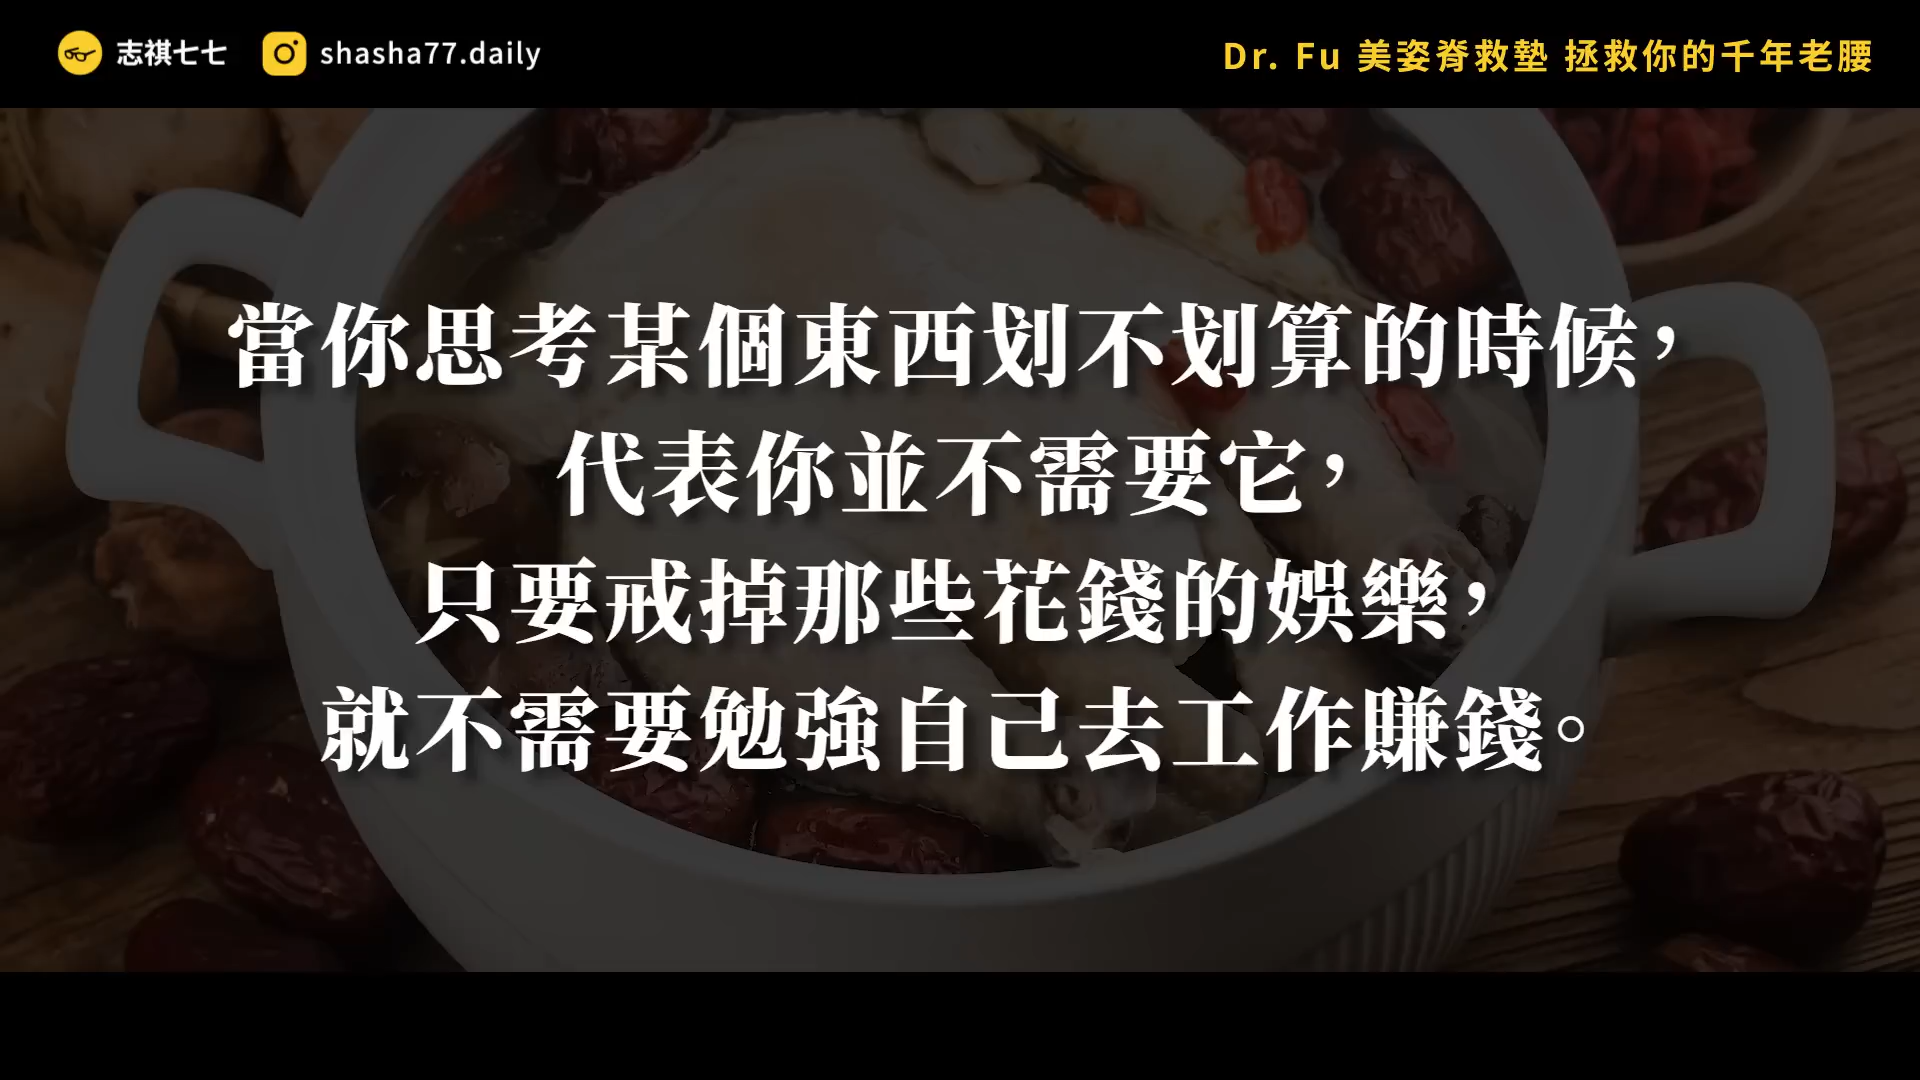 志祺七七 shasha77.daily
Dr. Fu 美姿脊救墊 拯救你的千年老腰
當你思考某個東西划不划算的時候，
代表你並不需要它，
只要戒掉那些花錢的娛樂，
就不需要勉強自己去工作賺錢。